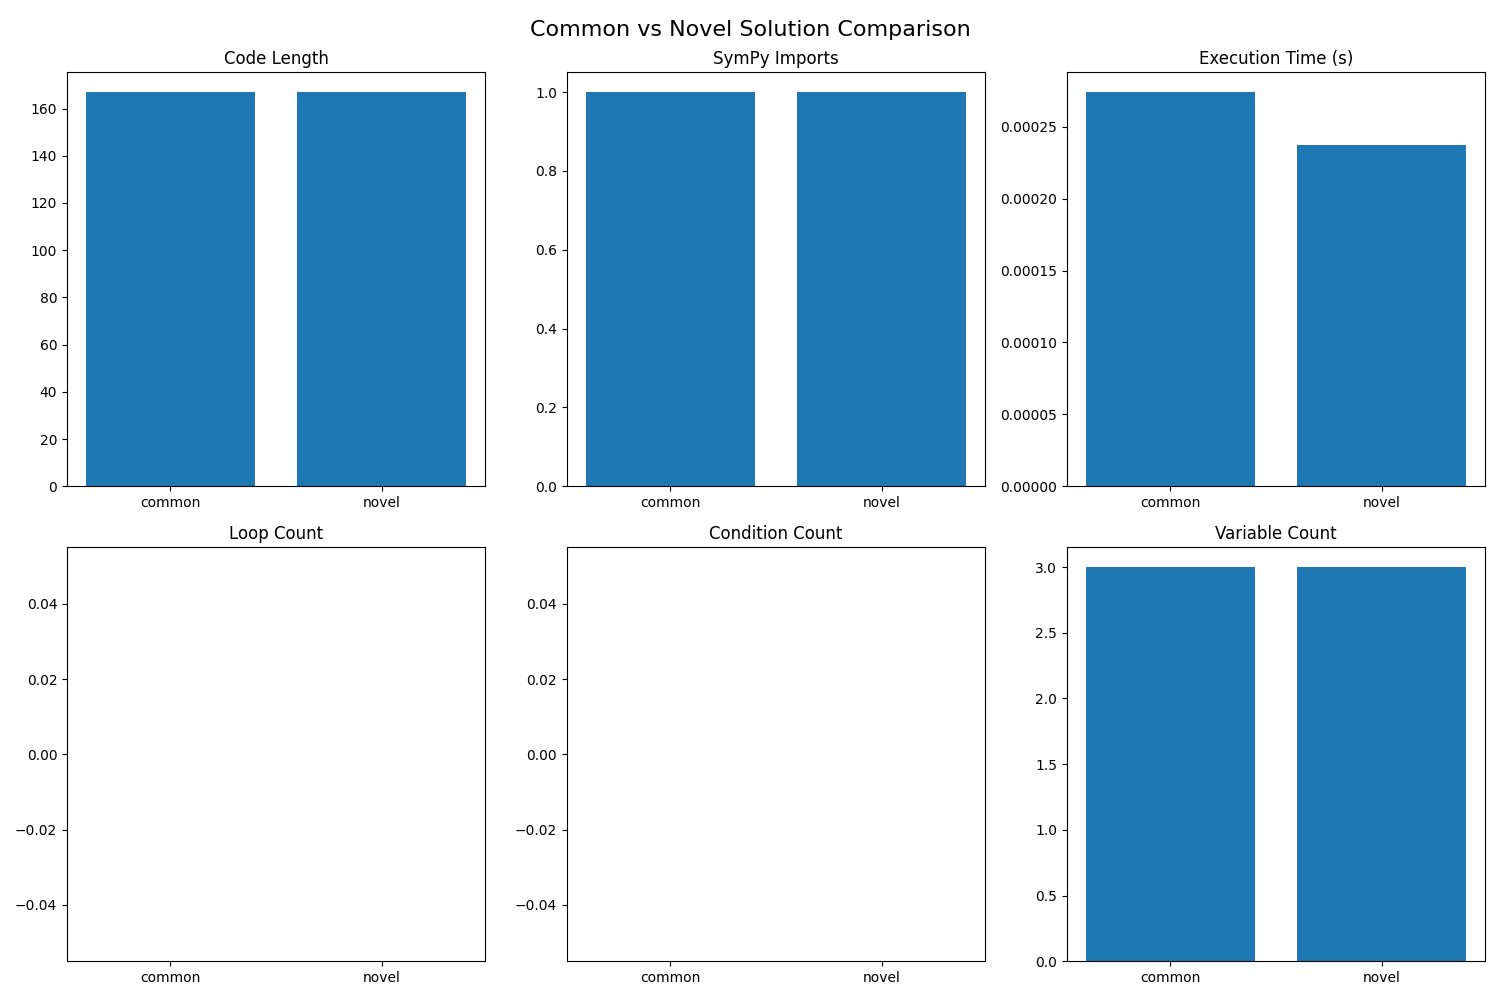 Common vs Novel Solution Comparison
Code Length
160
140
120
100
80
60
40
20
0
common novel
SymPy Imports
1.0
0.8
0.6
0.4
0.2
0.0
common novel
Execution Time (s)
0.00025
0.00020
0.00015
0.00010
0.00005
0.00000
common novel
Loop Count
0.04
0.02
0.00
−0.02
−0.04
common novel
Condition Count
0.04
0.02
0.00
−0.02
−0.04
common novel
Variable Count
3.0
2.5
2.0
1.5
1.0
0.5
0.0
common novel